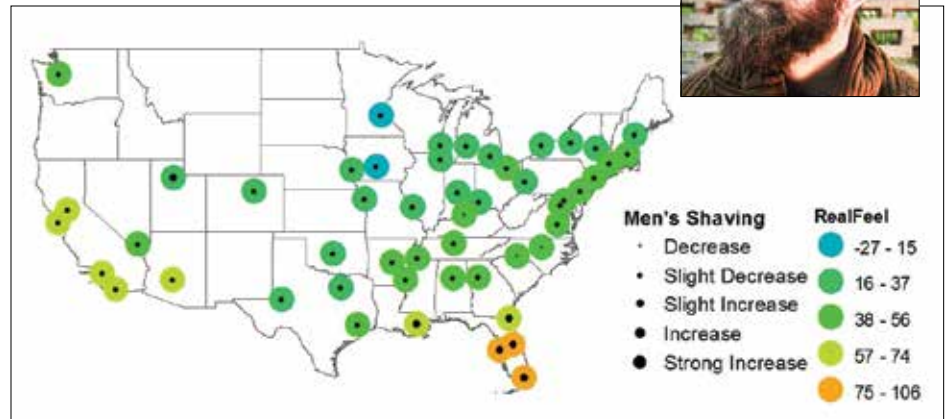 Men's Shaving
Decrease
Slight Decrease
Slight Increase
Increase
Strong Increase
RealFeel
-27 - 15
16 - 37
38 - 56
57 - 74
75 - 106